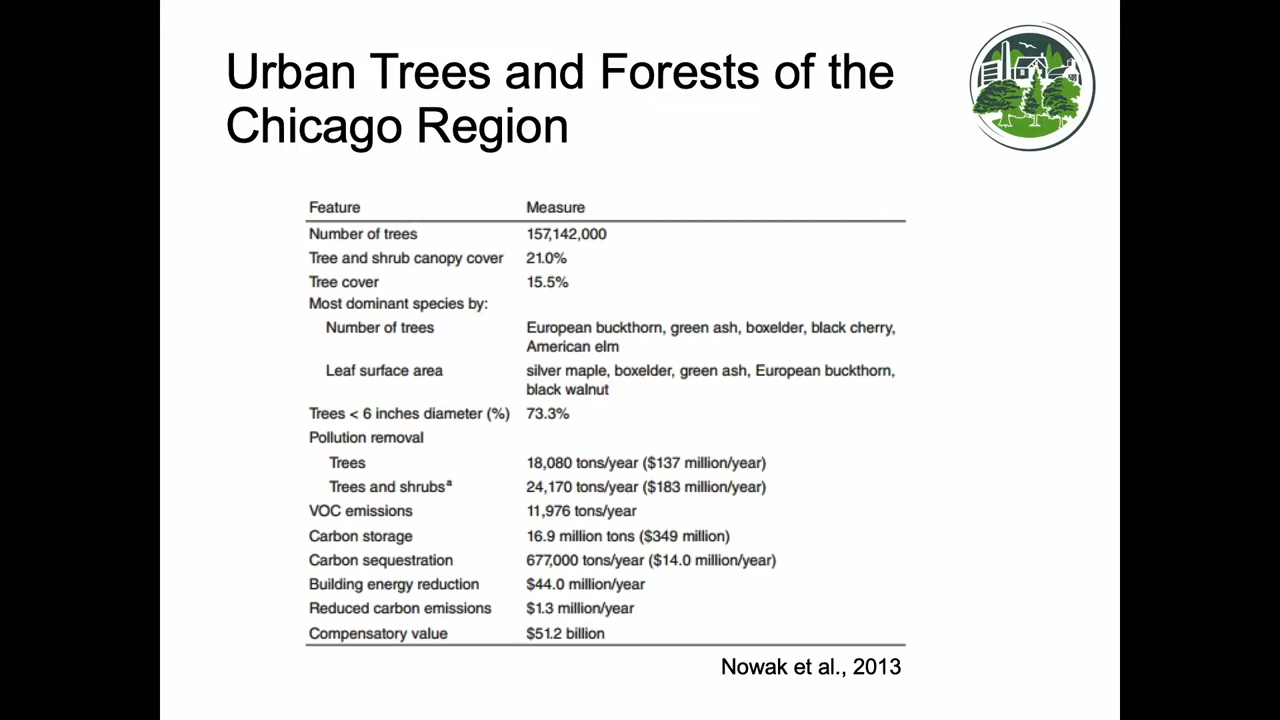 Urban Trees and Forests of the
Chicago Region
Feature Measure
Number of trees 157,142,000
Tree and shrub canopy cover 21.0%
Tree cover 15.5%
Most dominant species by:
Number of trees European buckthorn, green ash, boxelder, black cherry,
American elm
Leaf surface area silver maple, boxelder, green ash, European buckthorn,
black walnut
Trees < 6 inches diameter (%) 73.3%
Pollution removal
Trees 18,080 tons/year ($137 million/year)
Trees and shrubsᵃ 24,170 tons/year ($183 million/year)
VOC emissions 11,976 tons/year
Carbon storage 16.9 million tons ($349 million)
Carbon sequestration 677,000 tons/year ($14.0 million/year)
Building energy reduction $44.0 million/year
Reduced carbon emissions $1.3 million/year
Compensatory value $51.2 billion
Nowak et al., 2013